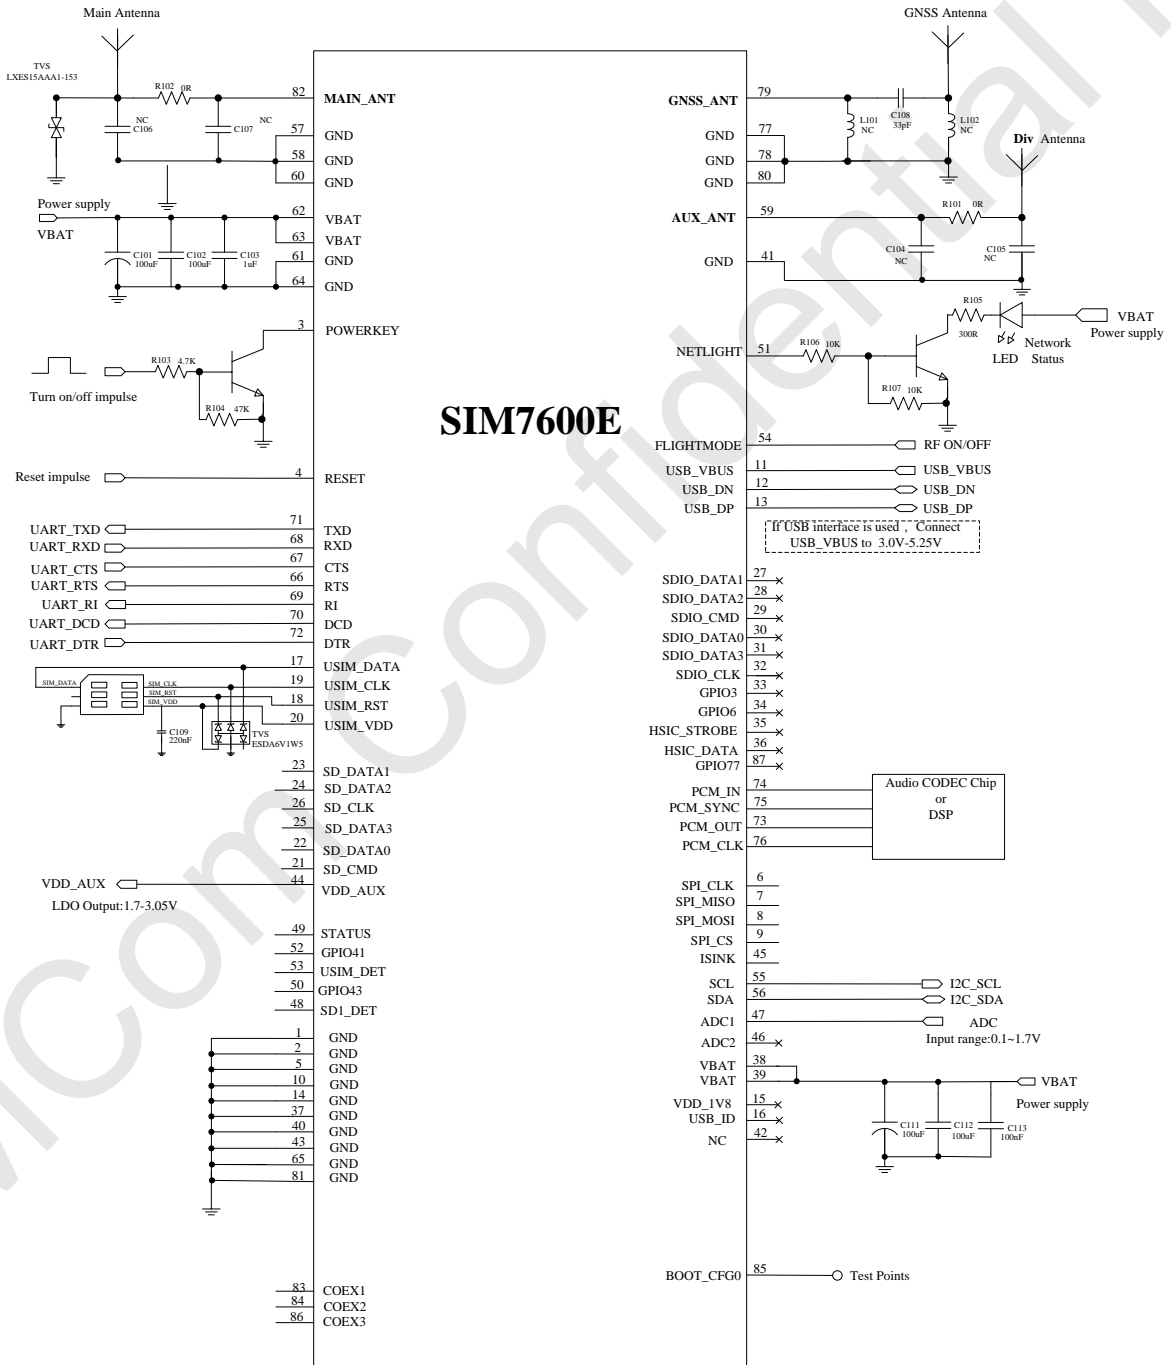 Main Antenna
GNSS Antenna
TVS
LXES15AAA1-153
R102 0R
NC
C106
NC
C107
82 MAIN_ANT
57 GND
58 GND
60 GND
Power supply
VBAT
62 VBAT
63 VBAT
61 GND
64 GND
C101
100uF
C102
100uF
C103
1uF
3 POWERKEY
R103 4.7K
R104 47K
Turn on/off impulse
Reset impulse
4 RESET
UART_TXD 71 TXD
UART_RXD 68 RXD
UART_CTS 67 CTS
UART_RTS 66 RTS
UART_RI 69 RI
UART_DCD 70 DCD
UART_DTR 72 DTR
17 USIM_DATA
19 USIM_CLK
18 USIM_RST
20 USIM_VDD
SIM_DATA
SIM_CLK
SIM_RST
SIM_VDD
C109
220nF
TVS
ESDA6V1W5
23 SD_DATA1
24 SD_DATA2
26 SD_CLK
25 SD_DATA3
22 SD_DATA0
21 SD_CMD
VDD_AUX 44 VDD_AUX
LDO Output:1.7-3.05V
49 STATUS
52 GPIO41
53 USIM_DET
50 GPIO43
48 SD1_DET
1 GND
2 GND
5 GND
10 GND
14 GND
37 GND
40 GND
43 GND
65 GND
81 GND
83 COEX1
84 COEX2
86 COEX3
SIM7600E
GNSS_ANT 79
GND 77
GND 78
GND 80
L101
NC
C108
33pF
L102
NC
Div Antenna
AUX_ANT 59
R101 0R
C104
NC
C105
NC
GND 41
NETLIGHT 51
R106 10K
R107 10K
R105
300R
LED
Network
Status
VBAT
Power supply
FLIGHTMODE 54 RF ON/OFF
USB_VBUS 11 USB_VBUS
USB_DN 12 USB_DN
USB_DP 13 USB_DP
If USB interface is used , Connect
USB_VBUS to 3.0V-5.25V
SDIO_DATA1 27
SDIO_DATA2 28
SDIO_CMD 29
SDIO_DATA0 30
SDIO_DATA3 31
SDIO_CLK 32
GPIO3 33
GPIO6 34
HSIC_STROBE 35
HSIC_DATA 36
GPIO77 87
PCM_IN 74
PCM_SYNC 75
PCM_OUT 73
PCM_CLK 76
Audio CODEC Chip
or
DSP
SPI_CLK 6
SPI_MISO 7
SPI_MOSI 8
SPI_CS 9
ISINK 45
SCL 55 I2C_SCL
SDA 56 I2C_SDA
ADC1 47 ADC
Input range:0.1~1.7V
ADC2 46
VBAT 38
VBAT 39
VBAT
Power supply
C111
100uF
C112
100uF
C113
100nF
VDD_1V8 15
USB_ID 16
NC 42
BOOT_CFG0 85 Test Points
Com Confidential